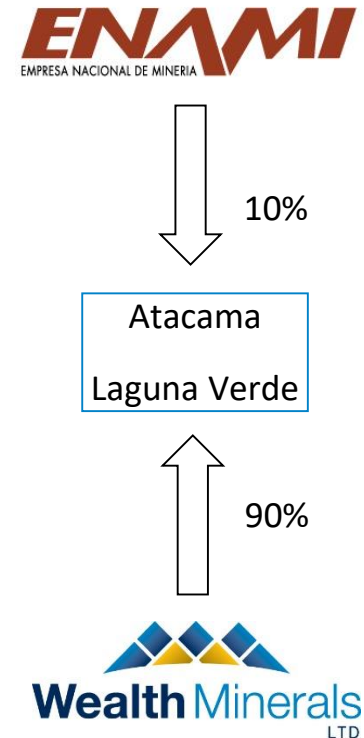 ENAMI
EMPRESA NACIONAL DE MINERIA
10%
Atacama
Laguna Verde
90%
Wealth Minerals
LTD